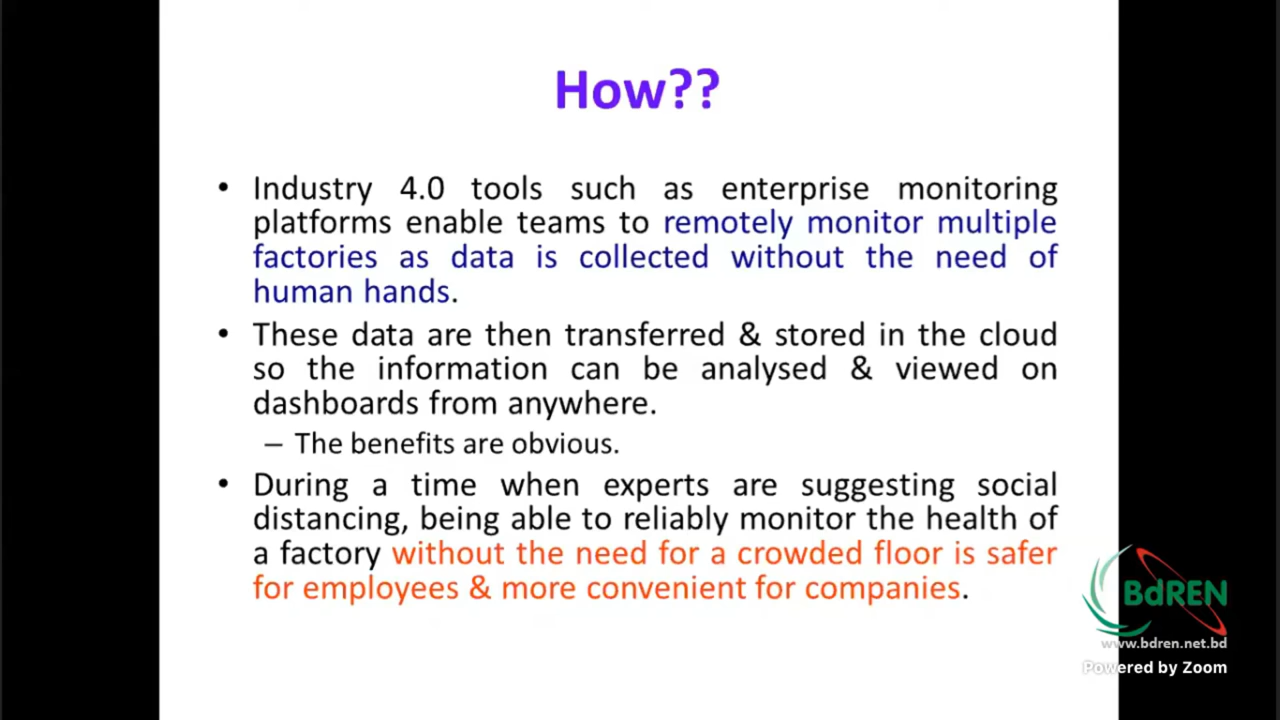 How??
• Industry 4.0 tools such as enterprise monitoring
platforms enable teams to remotely monitor multiple
factories as data is collected without the need of
human hands.
• These data are then transferred & stored in the cloud
so the information can be analysed & viewed on
dashboards from anywhere.
– The benefits are obvious.
• During a time when experts are suggesting social
distancing, being able to reliably monitor the health of
a factory without the need for a crowded floor is safer
for employees & more convenient for companies.
BdREN
www.bdren.net.bd
Powered by Zoom